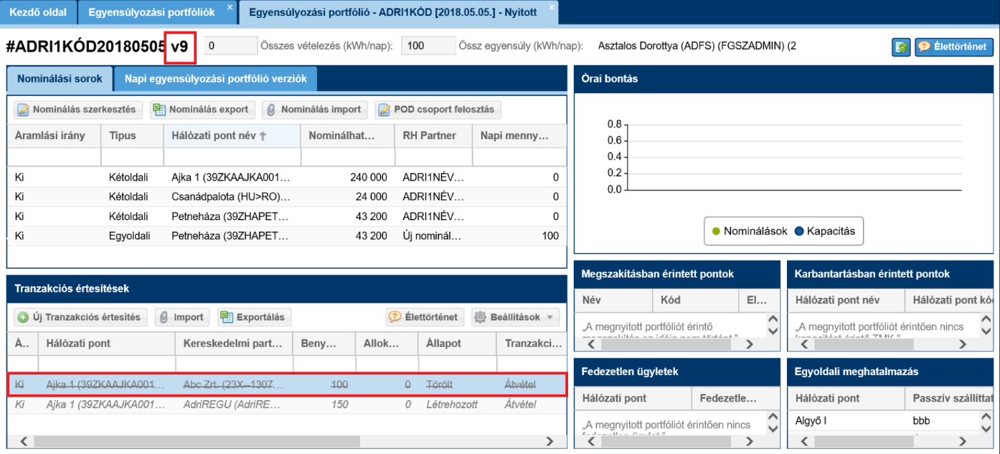 Kezdő oldal
Egyensúlyozási portfóliók
Egyensúlyozási portfólió - ADRI1KÓD [2018.05.05.] - Nyitott
#ADRI1KÓD20180505 v9
0
Összes vételezés (kWh/nap):
100
Össz egyensúly (kWh/nap):
Asztalos Dorottya (ADFS) (FGSZADMIN) (2
Élettörténet
Nominálási sorok
Napi egyensúlyozási portfólió verziók
Nominálás szerkesztés
Nominálás export
Nominálás import
POD csoport felosztás
Áramlási irány Típus Hálózati pont név Nominálhat... RH Partner Napi menny...
Ki Kétoldali Ajka 1 (39ZKAAJKA001... 240 000 ADRI1NÉV... 0
Ki Kétoldali Csanádpalota (HU>RO)... 24 000 ADRI1NÉV... 0
Ki Kétoldali Petneháza (39ZHAPET... 43 200 ADRI1NÉV... 0
Ki Egyoldali Petneháza (39ZHAPET... 43 200 Új nominál... 100
Órai bontás
0.8
0.6
0.4
0.2
0.0
Nominálások Kapacitás
Tranzakciós értesítések
Új Tranzakciós értesítés
Import
Exportálás
Élettörténet
Beállítások
Á.. Hálózati pont Kereskedelmi part... Beny... Allok... Állapot Tranzakci...
Ki Ajka 1 (39ZKAAJKA001... Abc Zrt. (23X--1307... 100 0 Törölt Átvétel
Ki Ajka 1 (39ZKAAJKA001... AdriREGU (AdriRE... 150 0 Létrehozott Átvétel
Megszakításban érintett pontok
Név Kód El...
„A megnyitott portfóliót érintő
Karbantartásban érintett pontok
Hálózati pont név Hálózati pont kó
„A megnyitott portfóliót érintően nincs
kapacitást érintő TMK."
Fedezetlen ügyletek
Hálózati pont Fedezetle...
„A megnyitott portfóliót érintően nincs
fedezetlen ügylet."
Egyoldali meghatalmazás
Hálózati pont Passzív szállíttat
Algyő I bbb